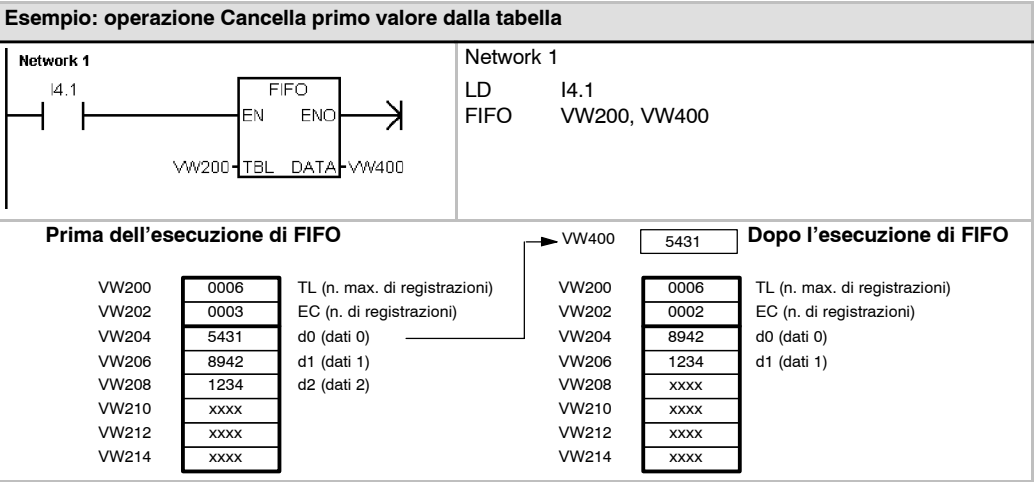 Esempio: operazione Cancella primo valore dalla tabella
Network 1
I4.1
FIFO
EN ENO
VW200 TBL DATA VW400
Network 1
LD I4.1
FIFO VW200, VW400
Prima dell'esecuzione di FIFO
VW200 0006 TL (n. max. di registrazioni)
VW202 0003 EC (n. di registrazioni)
VW204 5431 d0 (dati 0)
VW206 8942 d1 (dati 1)
VW208 1234 d2 (dati 2)
VW210 xxxx
VW212 xxxx
VW214 xxxx
VW400 5431 Dopo l'esecuzione di FIFO
VW200 0006 TL (n. max. di registrazioni)
VW202 0002 EC (n. di registrazioni)
VW204 8942 d0 (dati 0)
VW206 1234 d1 (dati 1)
VW208 xxxx
VW210 xxxx
VW212 xxxx
VW214 xxxx